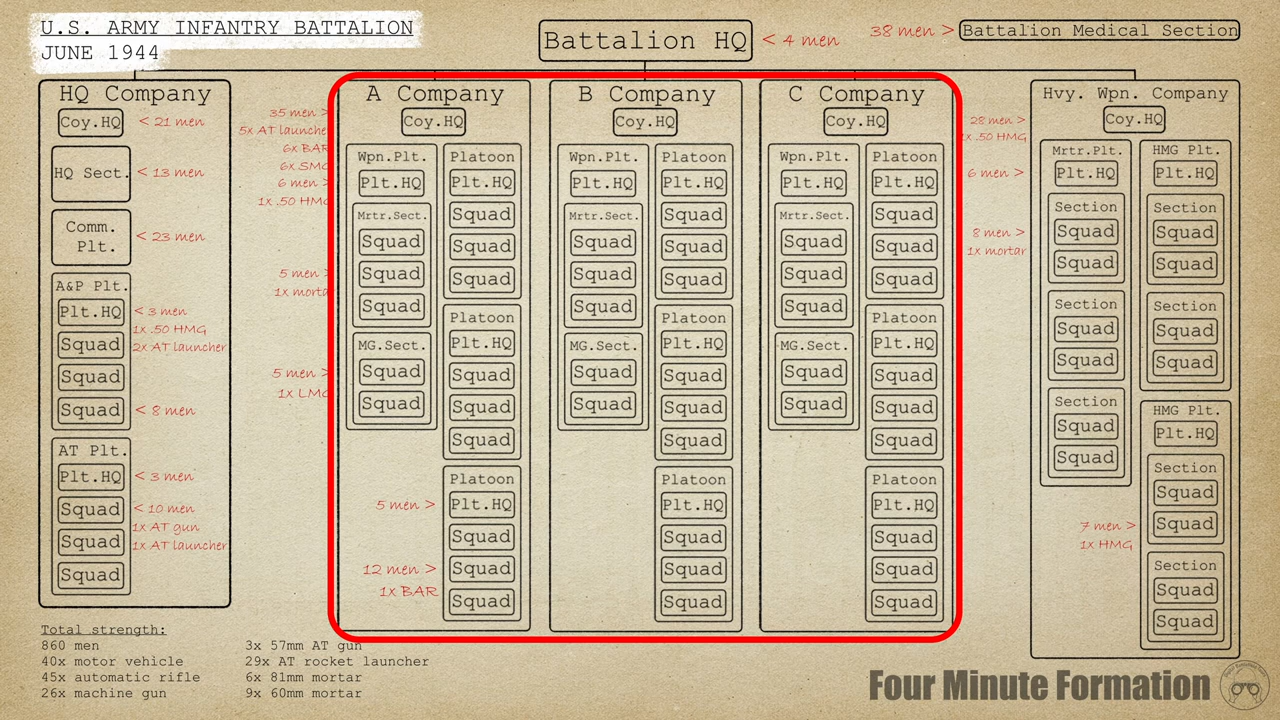 U.S. ARMY INFANTRY BATTALION
JUNE 1944
Battalion HQ
< 4 men
38 men >
Battalion Medical Section
HQ Company
Coy.HQ
< 21 men
HQ Sect.
< 13 men
Comm.
Plt.
< 23 men
A&P Plt.
Plt.HQ
< 3 men
1x .50 HMG
2x AT launcher
Squad
Squad
Squad
< 8 men
AT Plt.
Plt.HQ
< 3 men
Squad
< 10 men
1x AT gun
1x AT launcher
Squad
Squad
35 men >
5x AT launcher
6x BAR
6x SMG
6 men >
1x .50 HMG
5 men >
1x mortar
5 men >
1x LMG
A Company
Coy.HQ
Wpn.Plt.
Plt.HQ
Mrtr.Sect.
Squad
Squad
Squad
MG.Sect.
Squad
Squad
Platoon
Plt.HQ
Squad
Squad
Squad
Platoon
Plt.HQ
Squad
Squad
Squad
Platoon
5 men >
Plt.HQ
Squad
12 men >
1x BAR
Squad
Squad
B Company
Coy.HQ
Wpn.Plt.
Plt.HQ
Mrtr.Sect.
Squad
Squad
Squad
MG.Sect.
Squad
Squad
Platoon
Plt.HQ
Squad
Squad
Squad
Platoon
Plt.HQ
Squad
Squad
Squad
Platoon
Plt.HQ
Squad
Squad
Squad
C Company
Coy.HQ
Wpn.Plt.
Plt.HQ
Mrtr.Sect.
Squad
Squad
Squad
MG.Sect.
Squad
Squad
Platoon
Plt.HQ
Squad
Squad
Squad
Platoon
Plt.HQ
Squad
Squad
Squad
Platoon
Plt.HQ
Squad
Squad
Squad
Hvy. Wpn. Company
28 men >
1x .50 HMG
Coy.HQ
Mrtr.Plt.
6 men >
Plt.HQ
Section
8 men >
1x mortar
Squad
Squad
Section
Squad
Squad
Section
Squad
Squad
HMG Plt.
Plt.HQ
Section
Squad
Squad
Section
Squad
Squad
HMG Plt.
Plt.HQ
Section
Squad
7 men >
1x HMG
Squad
Section
Squad
Squad
Total strength:
860 men
40x motor vehicle
45x automatic rifle
26x machine gun
3x 57mm AT gun
29x AT rocket launcher
6x 81mm mortar
9x 60mm mortar
Four Minute Formation